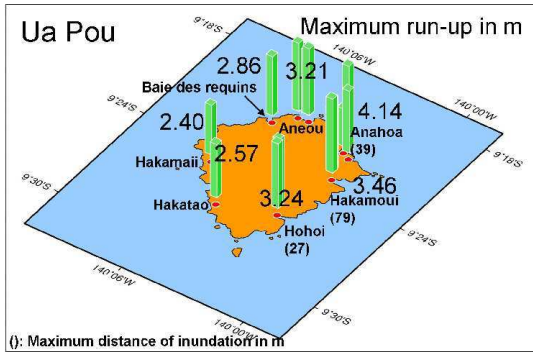 Ua Pou
Maximum run-up in m
9°18'S
140°06'W
2.86
3.21
Baie des requins
140°00'W
9°24'S
4.14
2.40
Aneou
Anahoa
(39)
9°18'S
Hakamaii
2.57
3.46
9°30'S
Hakatao
3.24
Hakamoui
(79)
Hohoi
(27)
9°24'S
140°06'W
9°30'S
140°00'W
(): Maximum distance of inundation in m